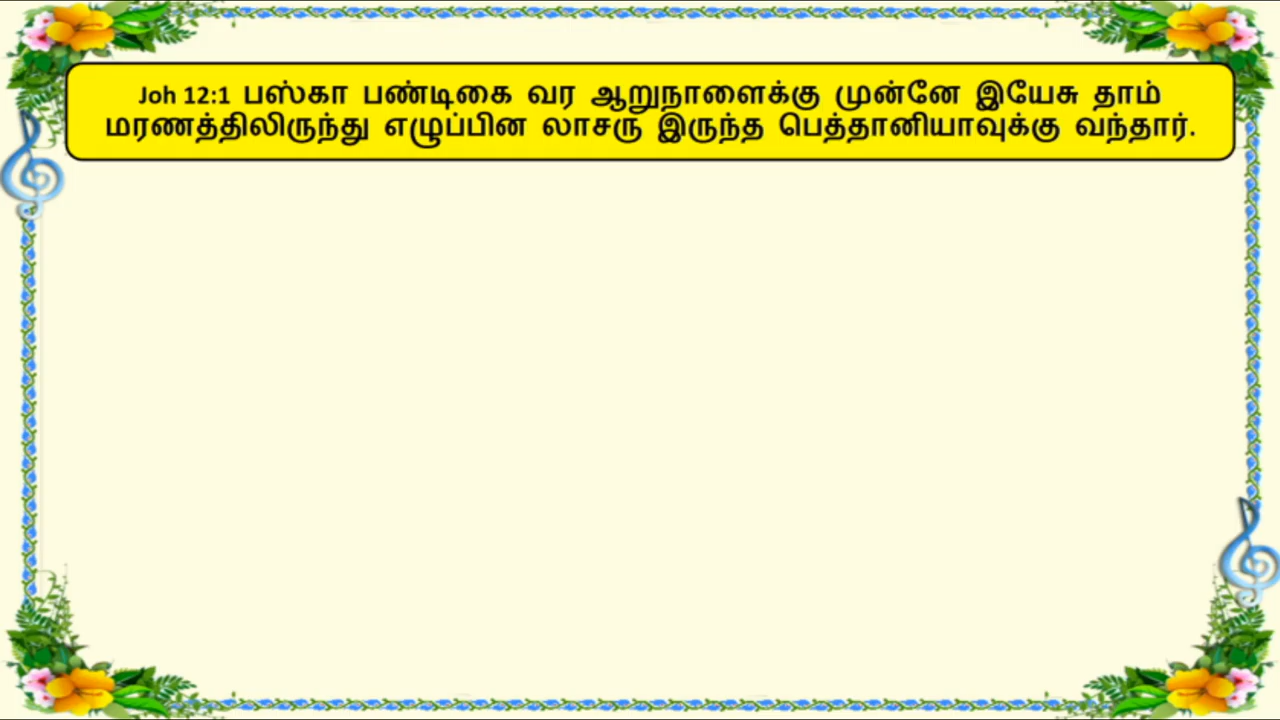 Joh 12:1 பஸ்கா பண்டிகை வர ஆறுநாளைக்கு முன்னே இயேசு தாம்
மரணத்திலிருந்து எழுப்பின லாசரு இருந்த பெத்தானியாவுக்கு வந்தார்.